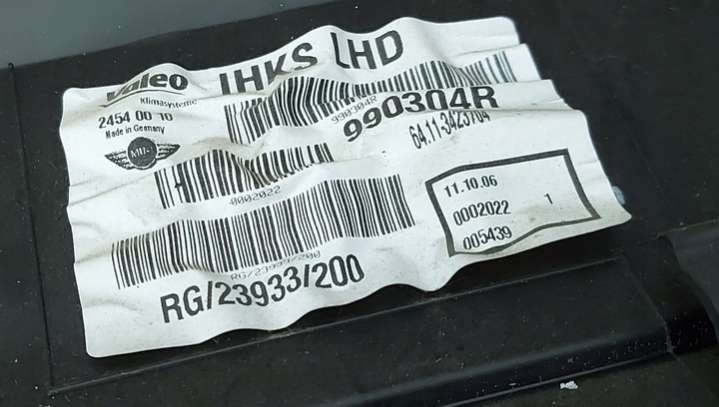 Valeo IHKS LHD
Klimasysteme
2454 00 10
Made in Germany
MINI
990304R
990304R
64.11-3423704
0002022
RG/23933/200
RG/23933/200
11.10.06
0002022 1
005439